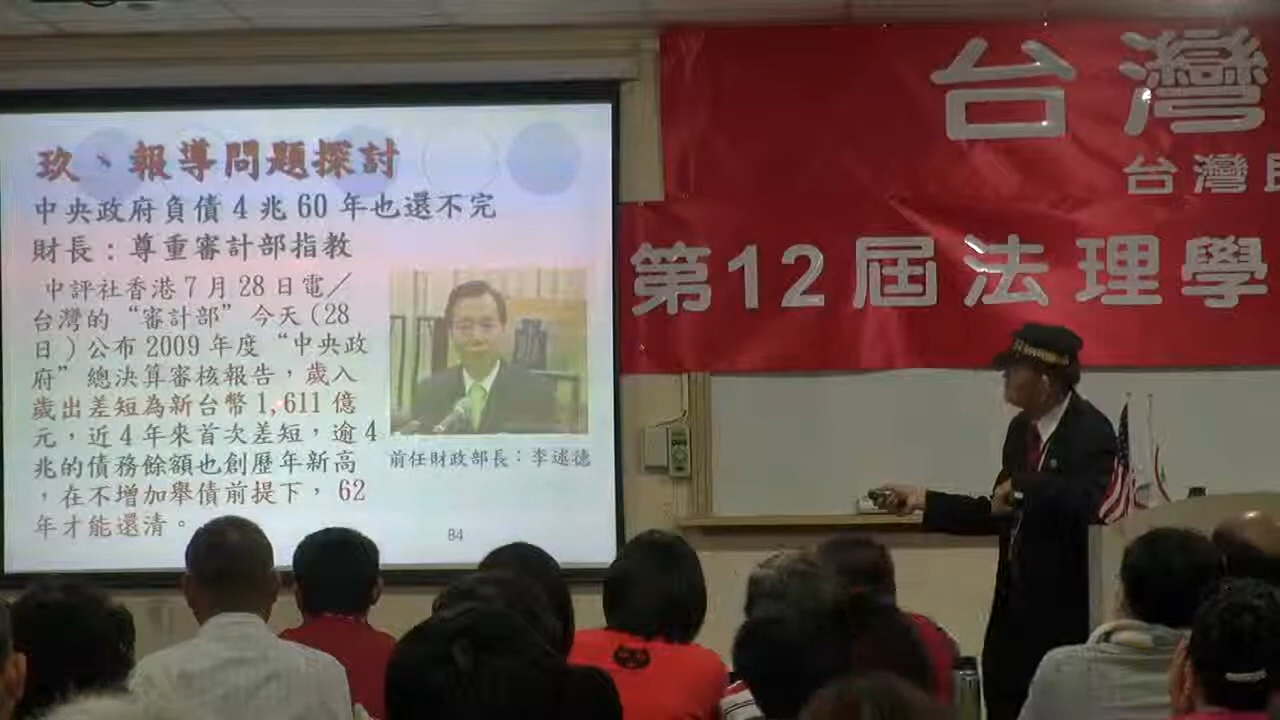 玖、報導問題探討
中央政府負債4兆60年也還不完
財長：尊重審計部指教
中評社香港7月28日電／
台灣的“審計部”今天(28
日)公布2009年度“中央政
府”總決算審核報告，歲入
歲出差短為新台幣1,611億
元，近4年來首次差短，逾4
兆的債務餘額也創歷年新高
，在不增加舉債前提下，62
年才能還清。
前任財政部長：李述德
84
台灣
台灣民
第12屆法理學